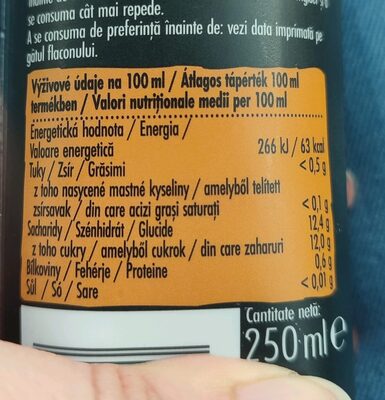 se consuma cât mai repede.
A se consuma de preferință înainte de: vezi data imprimată pe
gâtul flaconului.
Výživové údaje na 100 ml / Átlagos tápérték 100 ml
termékben / Valori nutriționale medii per 100 ml
Energetická hodnota / Energia /
Valoare energetică 266 kJ / 63 kcal
Tuky / Zsír / Grăsimi <0,5 g
z toho nasycené mastné kyseliny / amelyből telített
zsírsavak / din care acizi grași saturați <0,1 g
Sacharidy / Szénhidrát / Glucide 12,4 g
z toho cukry / amelyből cukrok / din care zaharuri 12,0 g
Bílkoviny / Fehérje / Proteine 0,6 g
Sůl / Só / Sare <0,01 g
Cantitate netă:
250 ml e